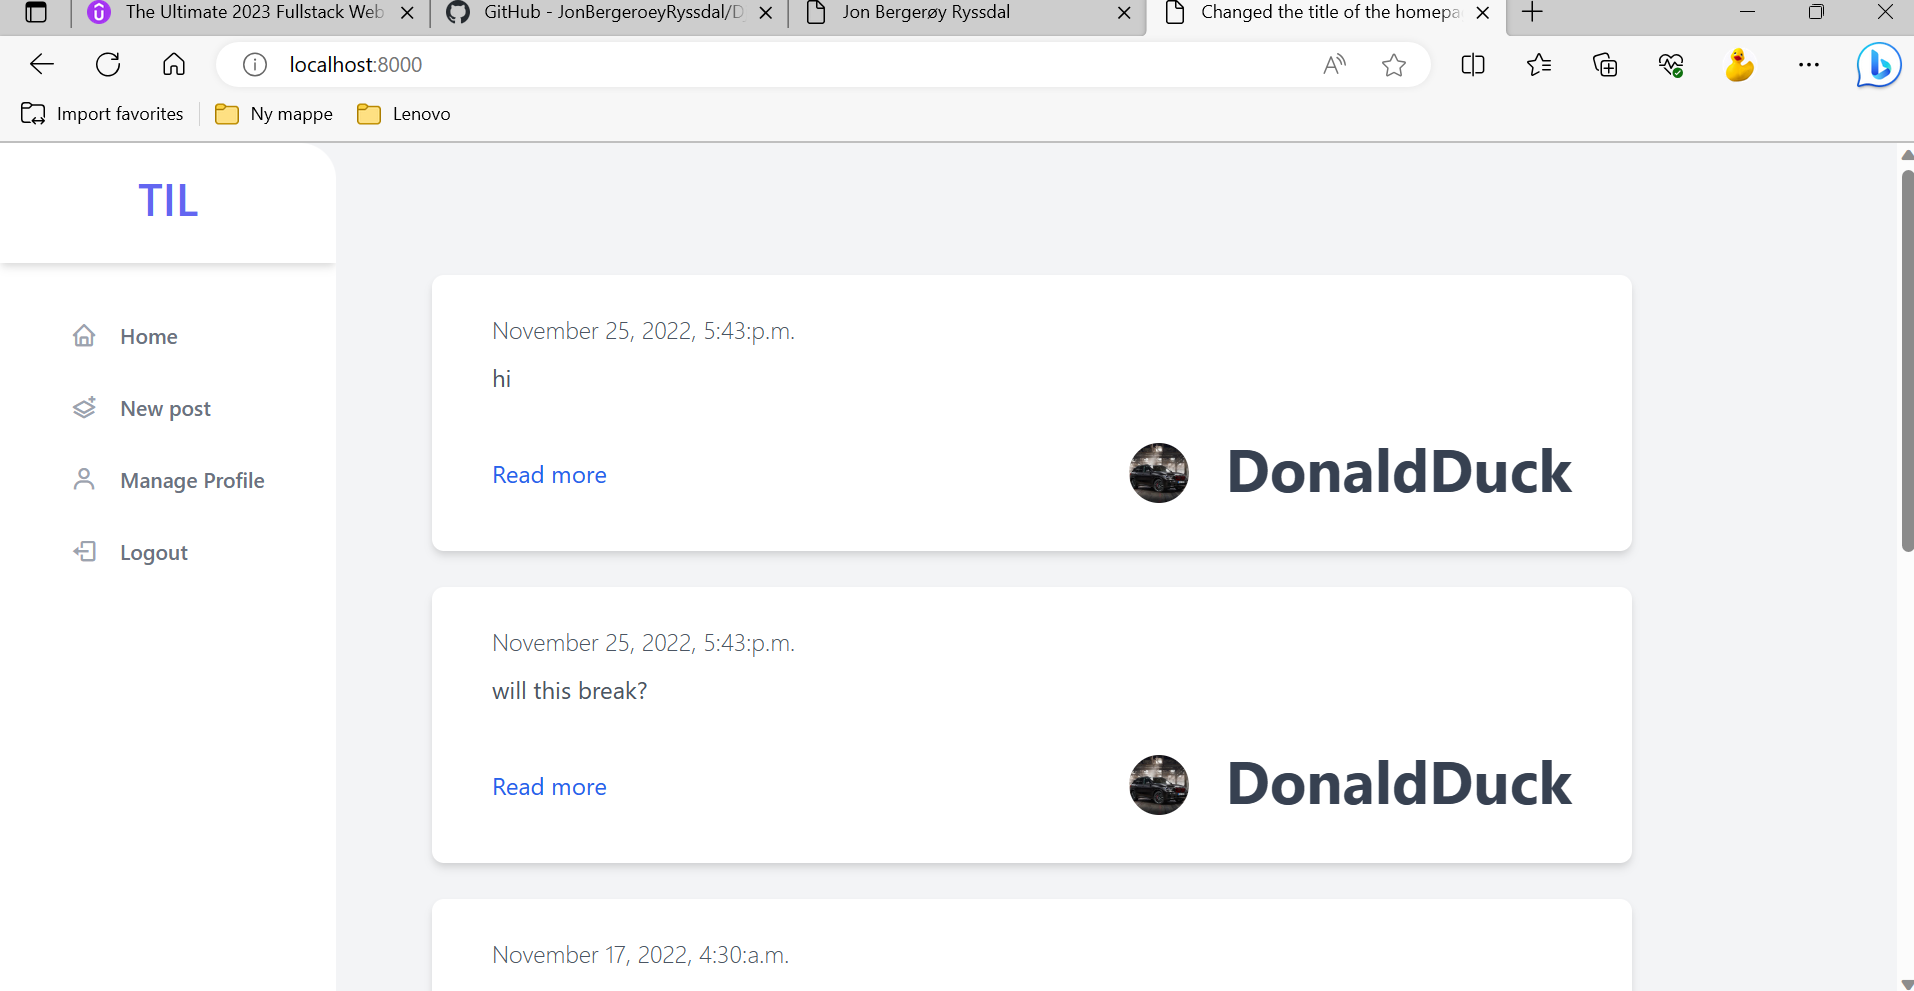 The Ultimate 2023 Fullstack Web
GitHub - JonBergeroeyRyssdal/D
Jon Bergerøy Ryssdal
Changed the title of the homepa
localhost:8000
Import favorites
Ny mappe
Lenovo
TIL
Home
New post
Manage Profile
Logout
November 25, 2022, 5:43:p.m.
hi
Read more
DonaldDuck
November 25, 2022, 5:43:p.m.
will this break?
Read more
DonaldDuck
November 17, 2022, 4:30:a.m.